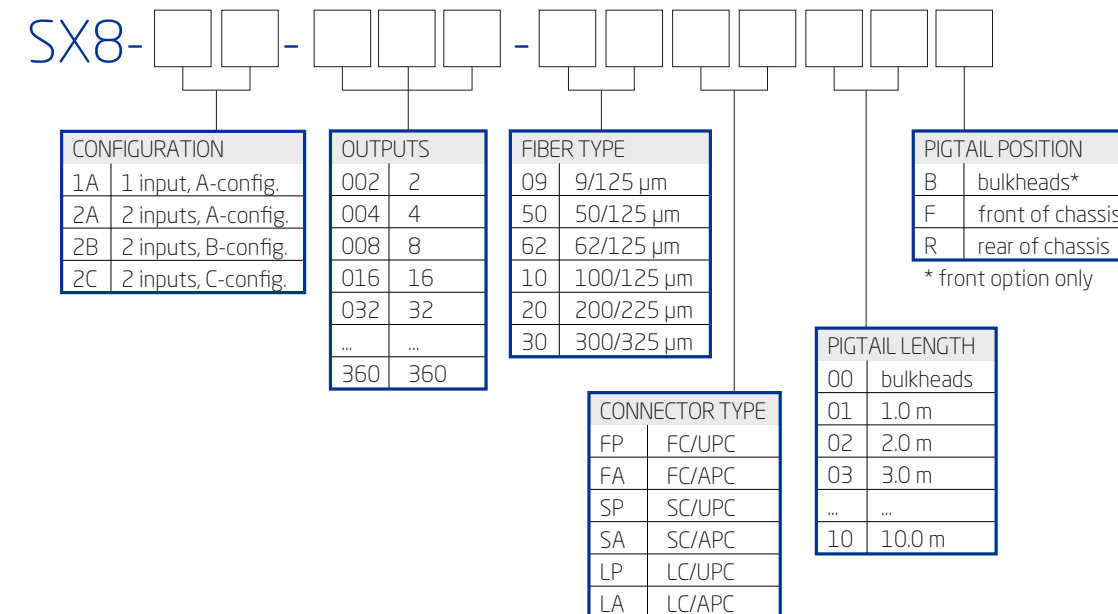 SX8- - -
CONFIGURATION
1A 1 input, A-config.
2A 2 inputs, A-config.
2B 2 inputs, B-config.
2C 2 inputs, C-config.
OUTPUTS
002 2
004 4
008 8
016 16
032 32
... ...
360 360
FIBER TYPE
09 9/125 µm
50 50/125 µm
62 62/125 µm
10 100/125 µm
20 200/225 µm
30 300/325 µm
PIGTAIL POSITION
B bulkheads*
F front of chassis
R rear of chassis
* front option only
CONNECTOR TYPE
FP FC/UPC
FA FC/APC
SP SC/UPC
SA SC/APC
LP LC/UPC
LA LC/APC
PIGTAIL LENGTH
00 bulkheads
01 1.0 m
02 2.0 m
03 3.0 m
... ...
10 10.0 m